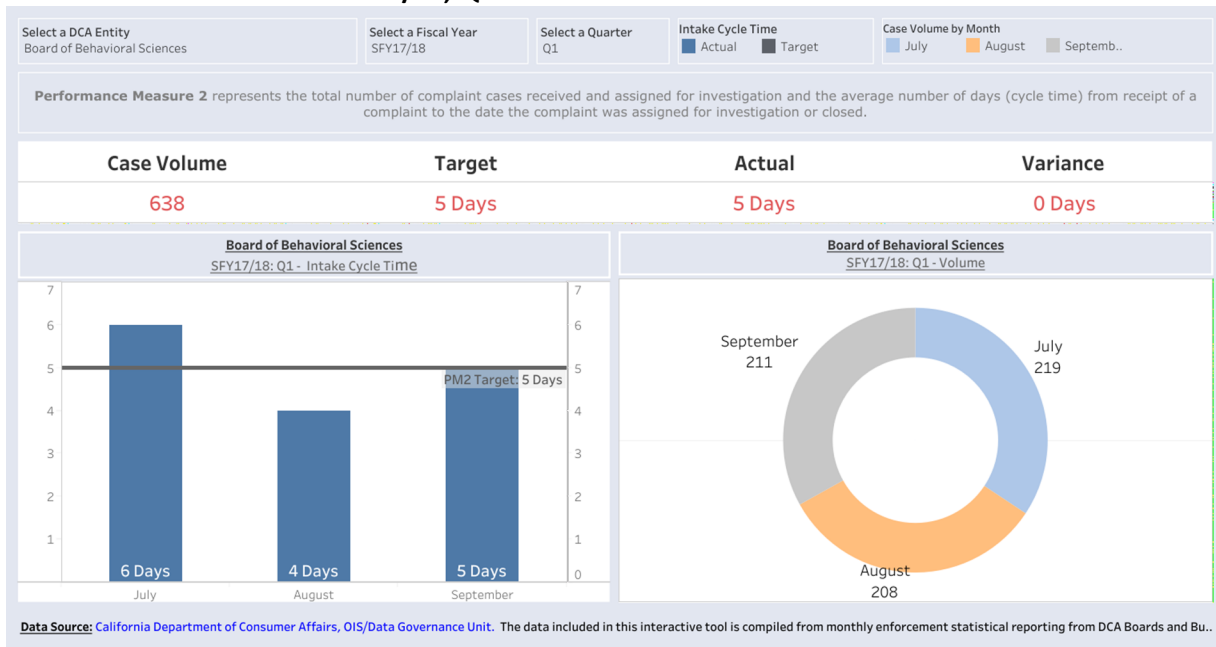 Select a DCA Entity
Board of Behavioral Sciences
Select a Fiscal Year
SFY17/18
Select a Quarter
Q1
Intake Cycle Time
Actual Target
Case Volume by Month
July August Septemb..
Performance Measure 2 represents the total number of complaint cases received and assigned for investigation and the average number of days (cycle time) from receipt of a
complaint to the date the complaint was assigned for investigation or closed.
Case Volume Target Actual Variance
638 5 Days 5 Days 0 Days
Board of Behavioral Sciences
SFY17/18: Q1 - Intake Cycle Time
7 7
6 6
5 5
PM2 Target: 5 Days
4 4
3 3
2 2
1 1
6 Days 4 Days 5 Days 0
July August September
Board of Behavioral Sciences
SFY17/18: Q1 - Volume
September
211
July
219
August
208
Data Source: California Department of Consumer Affairs, OIS/Data Governance Unit. The data included in this interactive tool is compiled from monthly enforcement statistical reporting from DCA Boards and Bu..